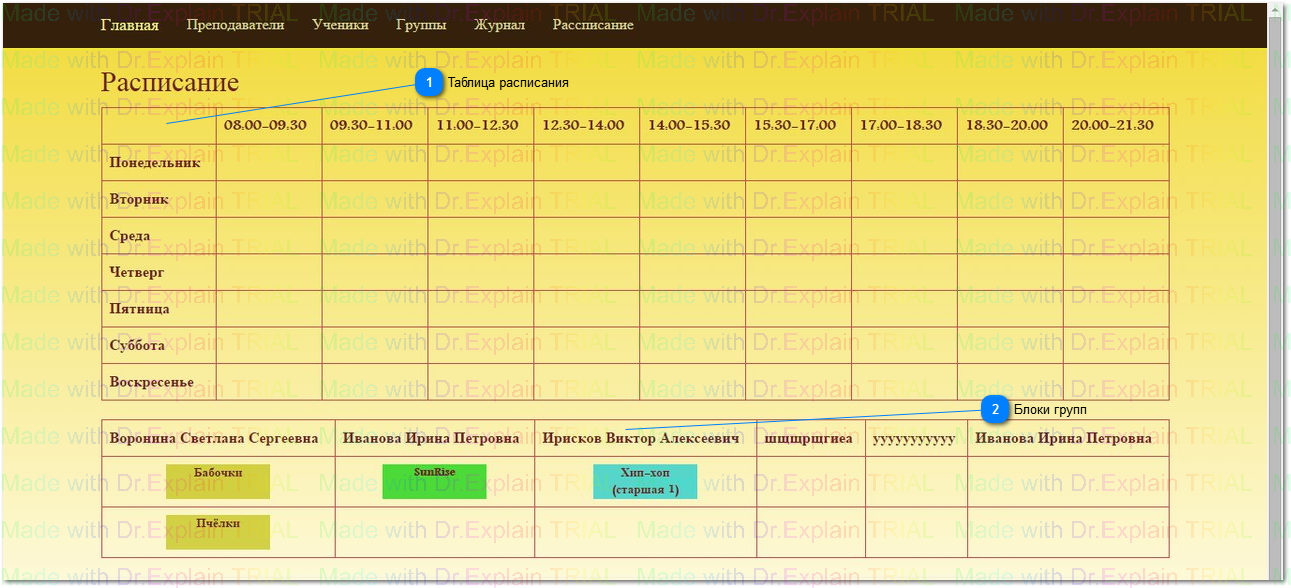 Главная Преподаватели Ученики Группы Журнал Рассписание
Расписание
1 Таблица расписания
08.00-09.30 09.30-11.00 11.00-12.30 12.30-14.00 14.00-15.30 15.30-17.00 17.00-18.30 18.30-20.00 20.00-21.30
Понедельник
Вторник
Среда
Четверг
Пятница
Суббота
Воскресенье
2 Блоки групп
Воронина Светлана Сергеевна Иванова Ирина Петровна Ирисков Виктор Алексеевич щщщрщгиеа ууууууууууу Иванова Ирина Петровна
Бабочки SunRise Хип-хоп
(старшая 1)
Пчёлки
Made with Dr.Explain TRIAL